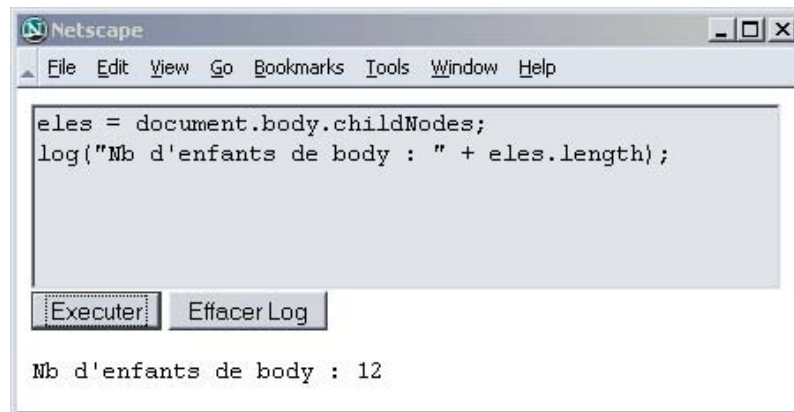 Netscape
File Edit View Go Bookmarks Tools Window Help
eles = document.body.childNodes;
log("Nb d'enfants de body : " + eles.length);
Executer Effacer Log
Nb d'enfants de body : 12